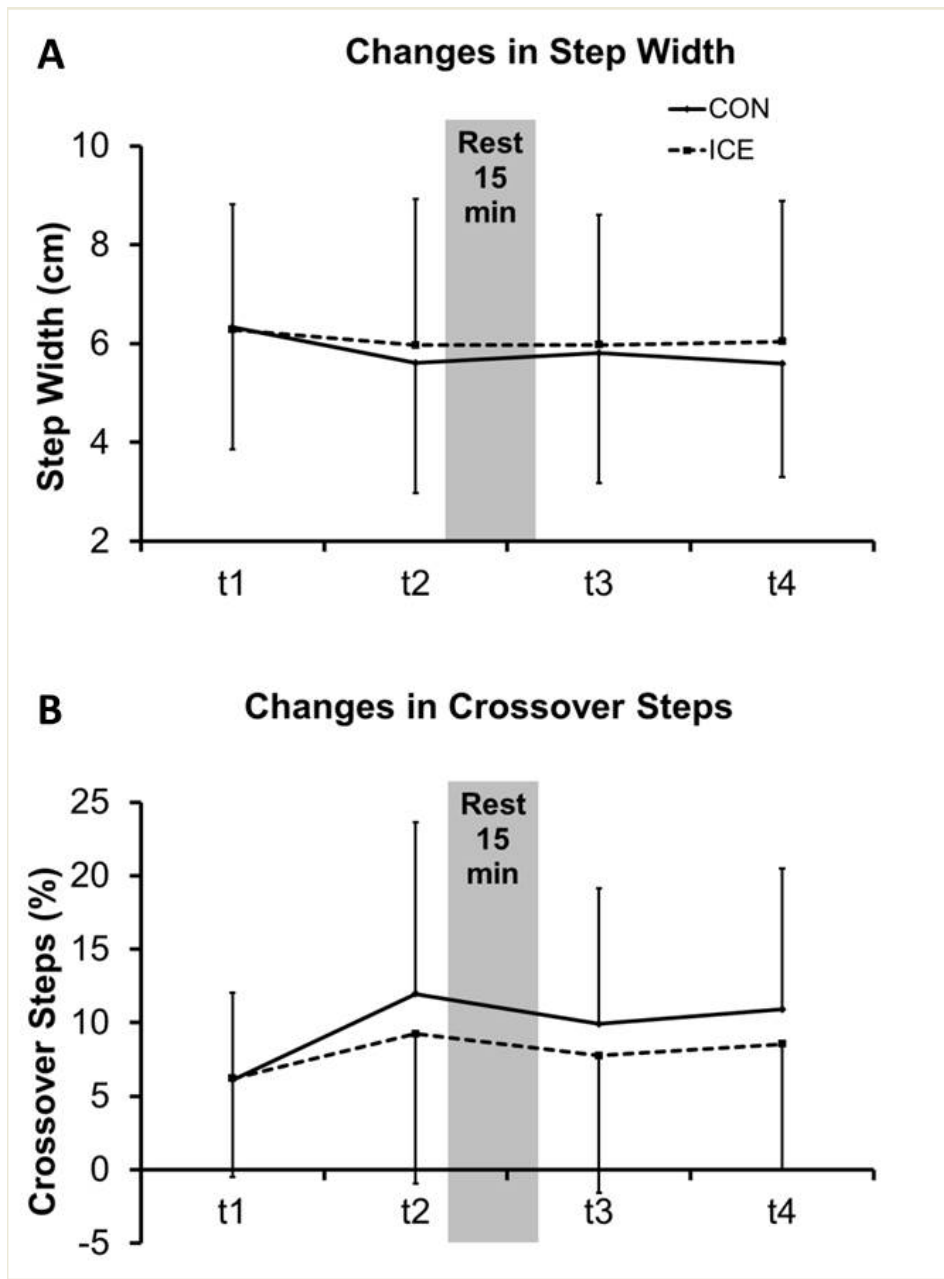 A
Changes in Step Width
CON
ICE
Rest
15
min
10
8
6
4
2
Step Width (cm)
t1 t2 t3 t4
B
Changes in Crossover Steps
Rest
15
min
25
20
15
10
5
0
-5
Crossover Steps (%)
t1 t2 t3 t4